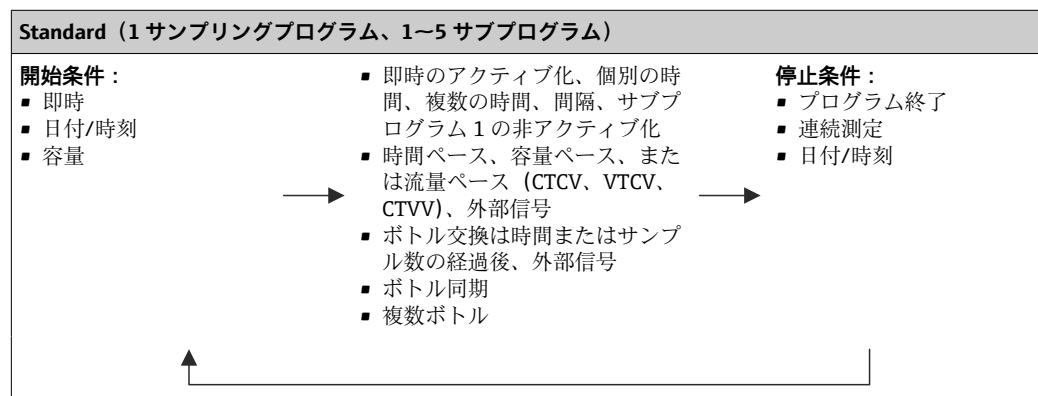 Standard（1 サンプリングプログラム、1～5 サブプログラム）
開始条件：
▪ 即時
▪ 日付/時刻
▪ 容量
▪ 即時のアクティブ化、個別の時
間、複数の時間、間隔、サブプ
ログラム 1 の非アクティブ化
▪ 時間ペース、容量ペース、また
は流量ペース（CTCV、VTCV、
CTVV）、外部信号
▪ ボトル交換は時間またはサンプ
ル数の経過後、外部信号
▪ ボトル同期
▪ 複数ボトル
停止条件：
▪ プログラム終了
▪ 連続測定
▪ 日付/時刻